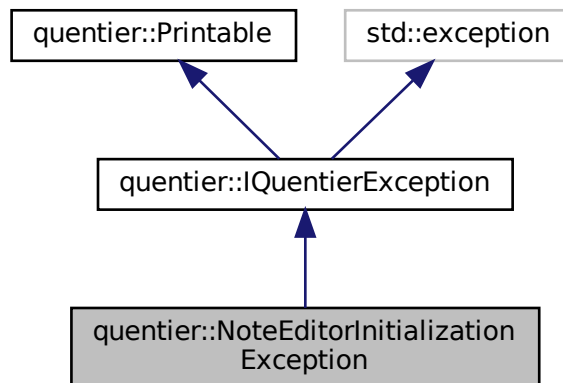 quentier::Printable
std::exception
quentier::IQuentierException
quentier::NoteEditorInitialization
Exception